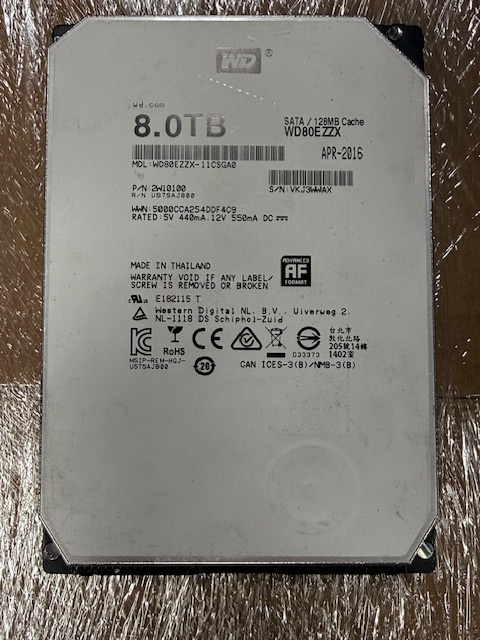 WD
wd.com
8.0TB
SATA / 128MB Cache
WD80EZZX
MDL: WD80EZZX-11CSGA0
APR-2016
P/N: 2W10100
R/N: US7SAJ800
S/N: VKJ3WWAX
WWN: 5000CCA254DDF4C9
RATED: 5V 440mA, 12V 550mA DC
MADE IN THAILAND
WARRANTY VOID IF ANY LABEL/
SCREW IS REMOVED OR BROKEN
ADVANCED
AF
FORMAT
E182115 T
Western Digital NL. B.V., Uiverweg 2.
NL-1118 DS Schiphol-Zuid
RoHS
CE
D33373
台北市
敦化北路
205號14樓
1402室
MSIP-REM-HGJ-
US7SAJ800
20
CAN ICES-3(B)/NMB-3(B)